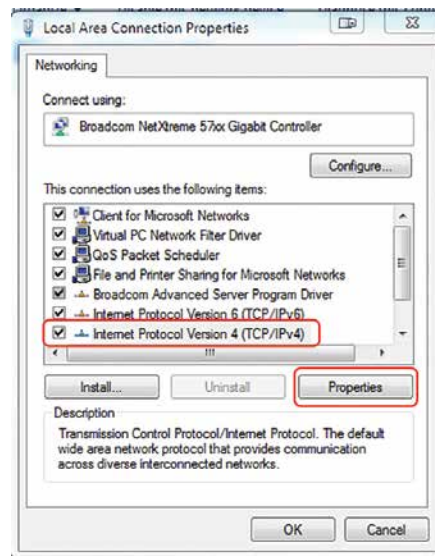 Local Area Connection Properties
Networking
Connect using:
Broadcom NetXtreme 57xx Gigabit Controller
Configure...
This connection uses the following items:
Client for Microsoft Networks
Virtual PC Network Filter Driver
QoS Packet Scheduler
File and Printer Sharing for Microsoft Networks
Broadcom Advanced Server Program Driver
Internet Protocol Version 6 (TCP/IPv6)
Internet Protocol Version 4 (TCP/IPv4)
Install...
Uninstall
Properties
Description
Transmission Control Protocol/Internet Protocol. The default
wide area network protocol that provides communication
across diverse interconnected networks.
OK
Cancel